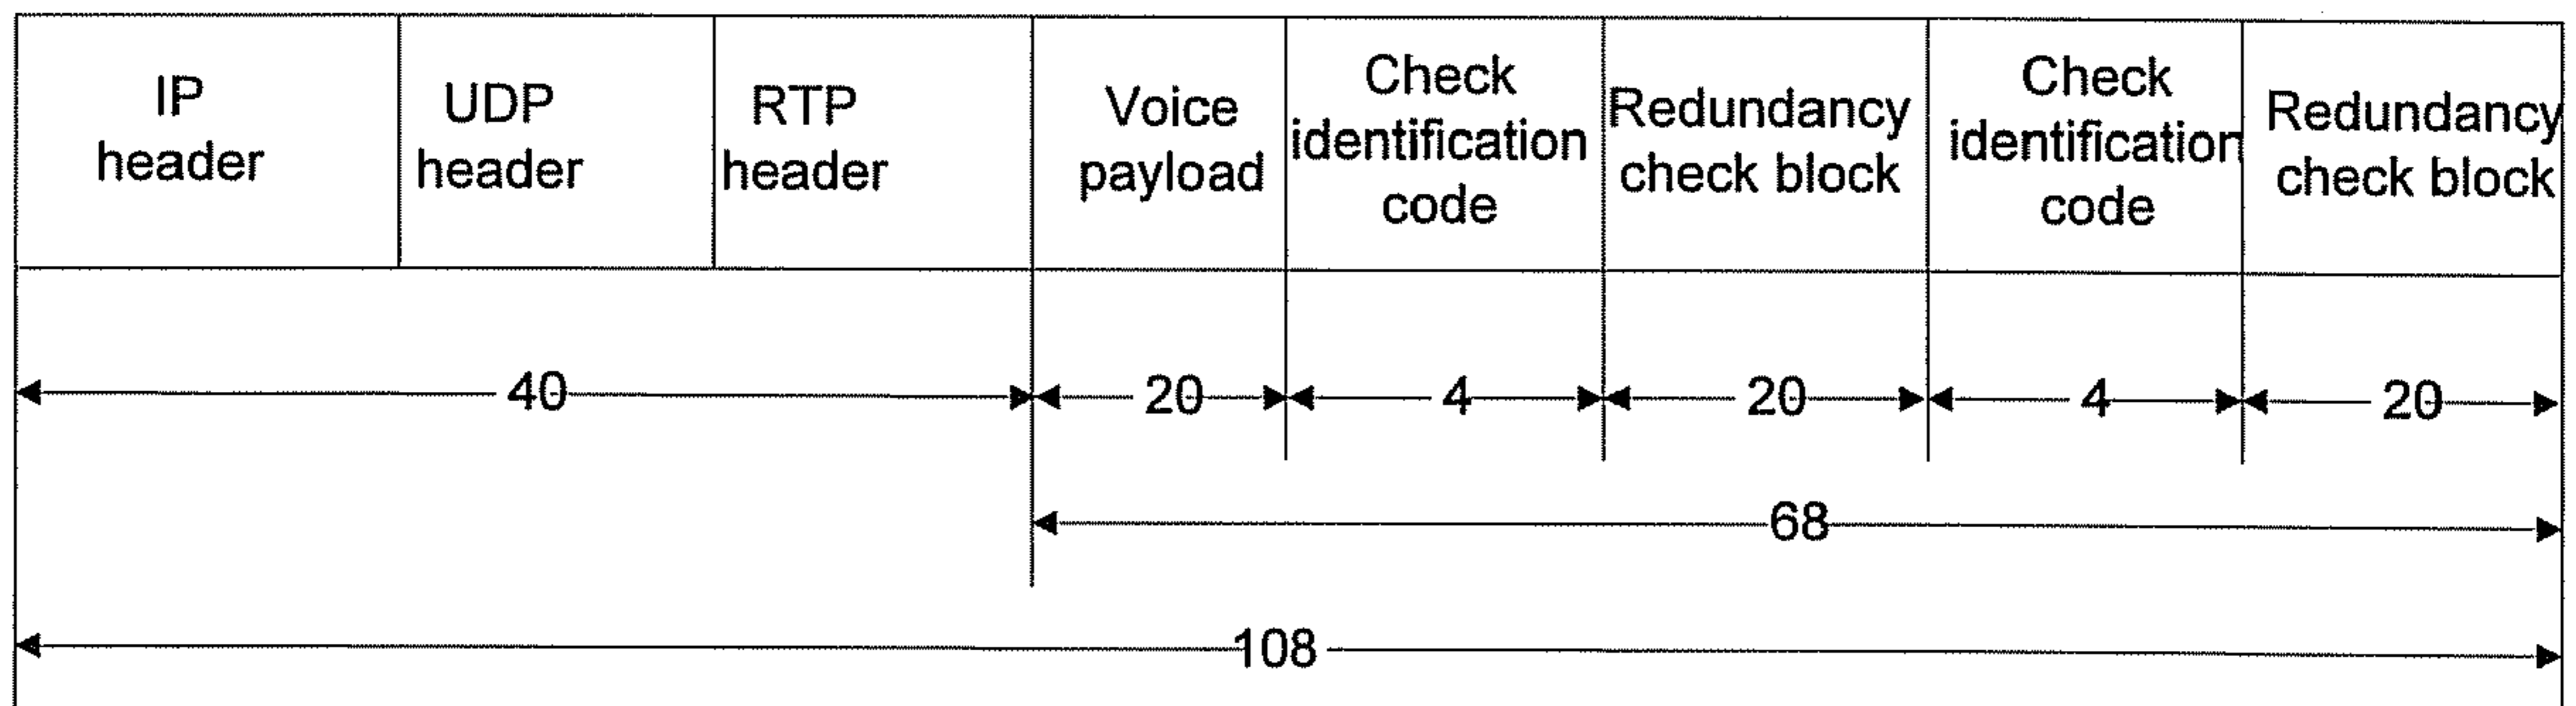 IP
header
UDP
header
RTP
header
Voice
payload
Check
identification
code
Redundancy
check block
Check
identification
code
Redundancy
check block
40
20
4
20
4
20
68
108